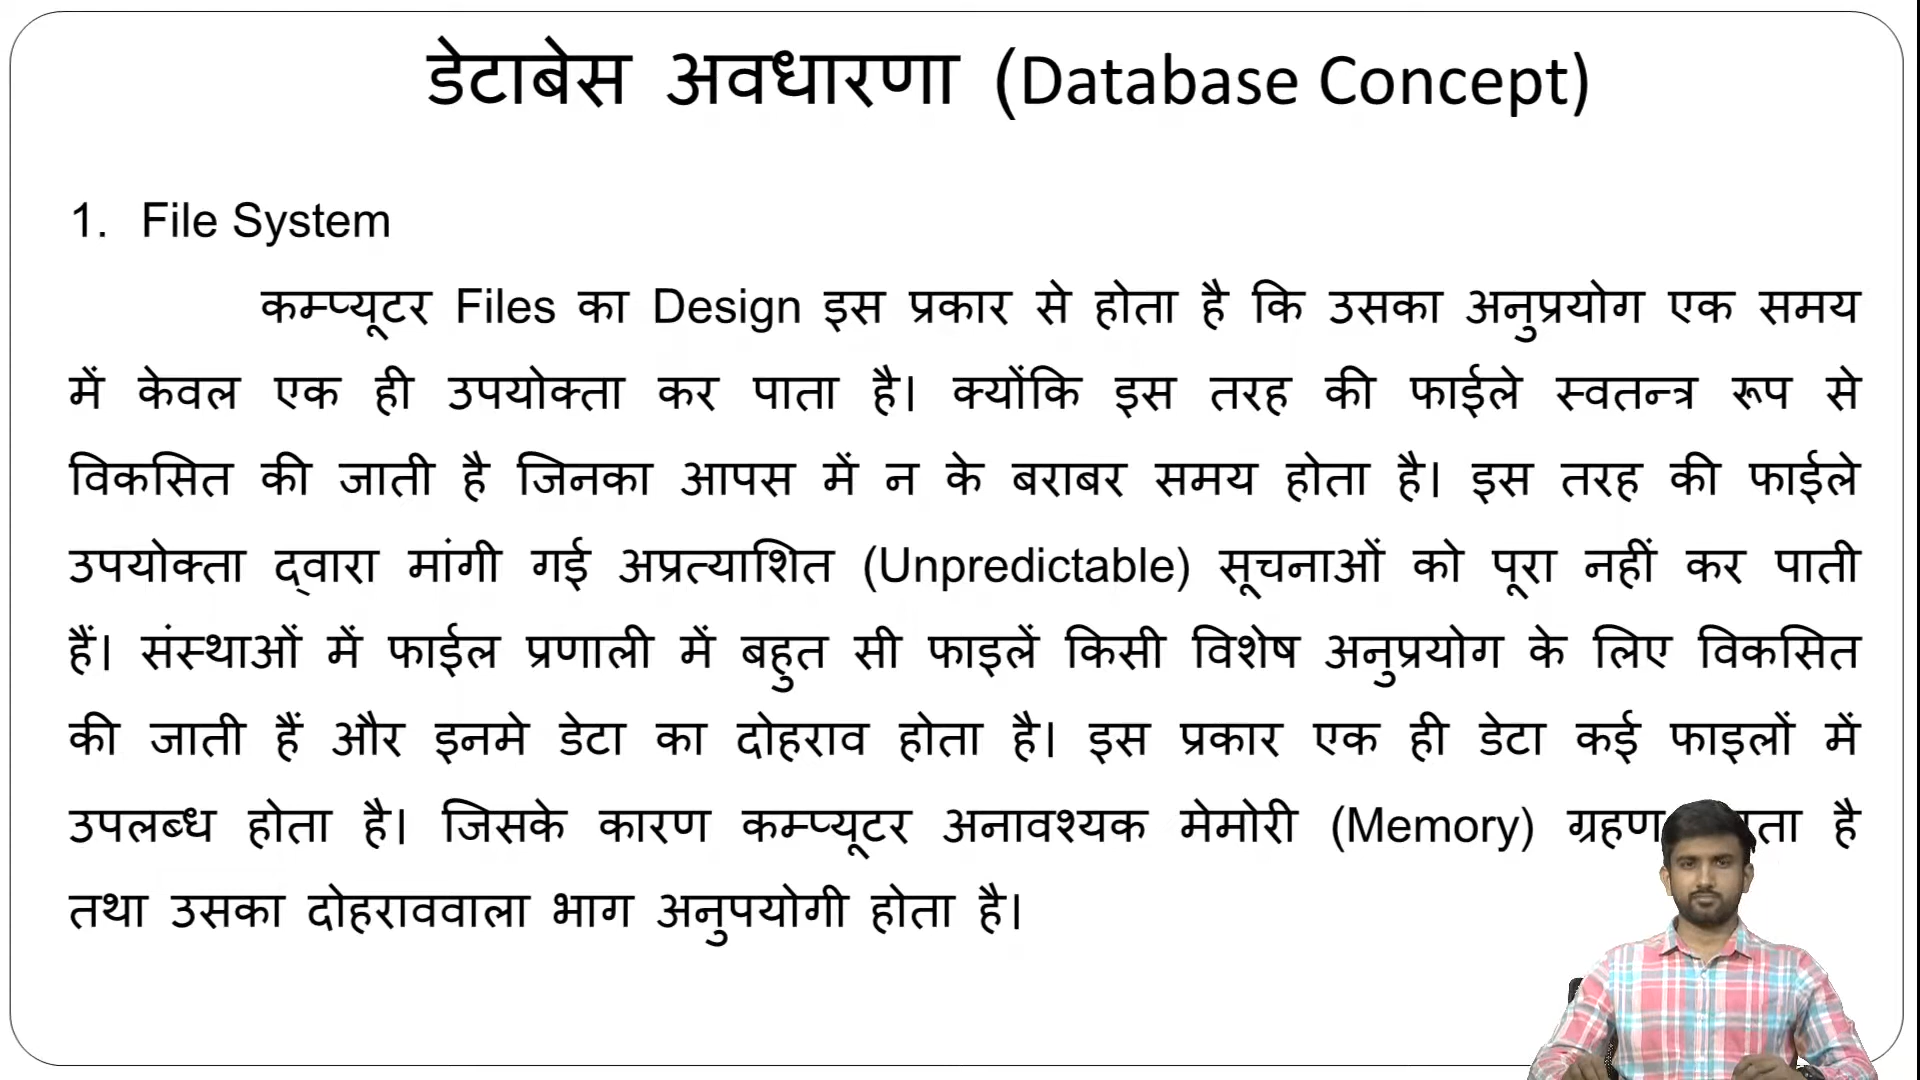 डेटाबेस अवधारणा (Database Concept)
1. File System
कम्प्यूटर Files का Design इस प्रकार से होता है कि उसका अनुप्रयोग एक समय
में केवल एक ही उपयोक्ता कर पाता है। क्योंकि इस तरह की फाईले स्वतन्त्र रूप से
विकसित की जाती है जिनका आपस में न के बराबर समय होता है। इस तरह की फाईले
उपयोक्ता द्वारा मांगी गई अप्रत्याशित (Unpredictable) सूचनाओं को पूरा नहीं कर पाती
हैं। संस्थाओं में फाईल प्रणाली में बहुत सी फाइलें किसी विशेष अनुप्रयोग के लिए विकसित
की जाती हैं और इनमे डेटा का दोहराव होता है। इस प्रकार एक ही डेटा कई फाइलों में
उपलब्ध होता है। जिसके कारण कम्प्यूटर अनावश्यक मेमोरी (Memory) ग्रहण है
तथा उसका दोहराववाला भाग अनुपयोगी होता है।